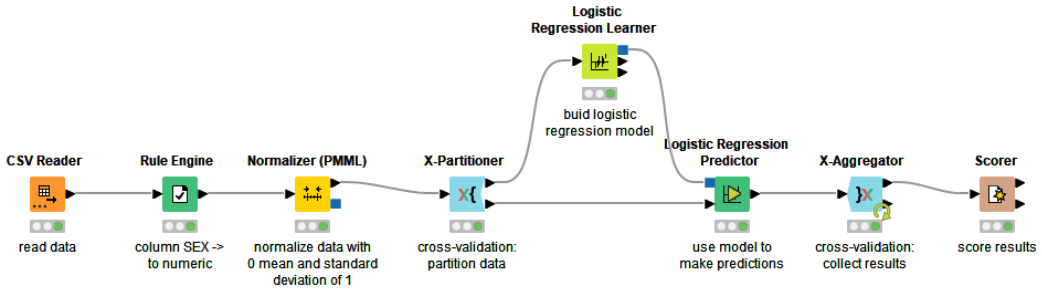 Logistic
Regression Learner
buid logistic
regression model
CSV Reader
read data
Rule Engine
column SEX ->
to numeric
Normalizer (PMML)
normalize data with
0 mean and standard
deviation of 1
X-Partitioner
cross-validation:
partition data
Logistic Regression
Predictor
use model to
make predictions
X-Aggregator
cross-validation:
collect results
Scorer
score results